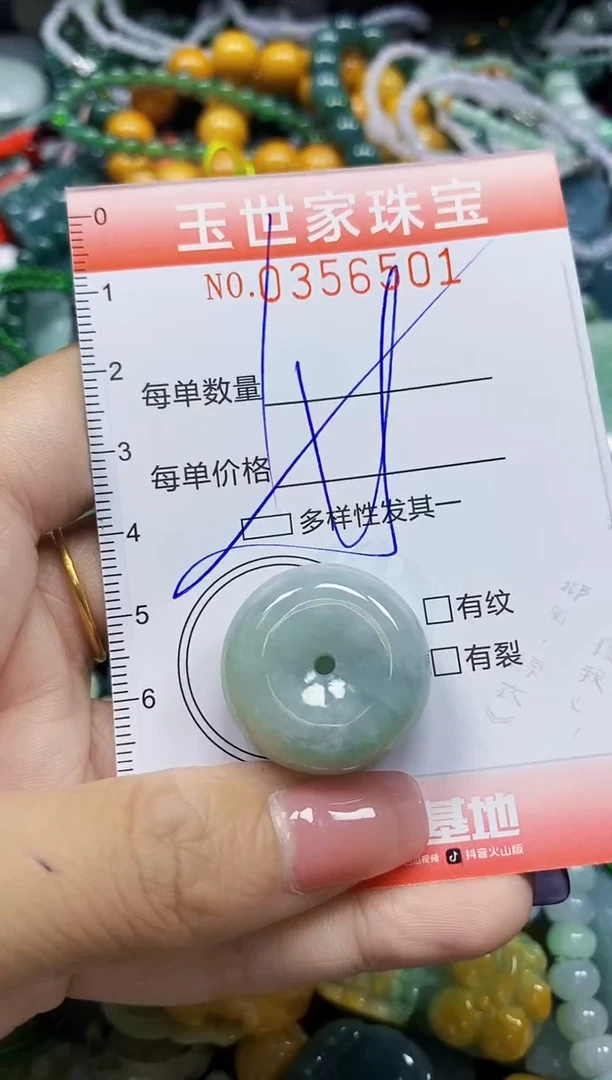 0
玉世家珠宝
NO.0356501
1
2
每单数量
3
每单价格
4
多样性发其一
5
有纹
有裂
6
基地
视频 抖音火山版